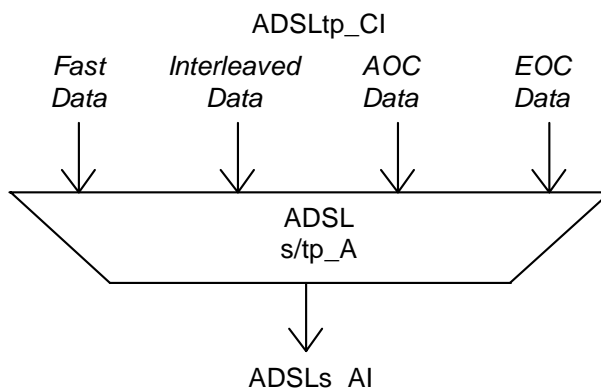 ADSLtp_CI
Fast Interleaved AOC EOC
Data Data Data Data
ADSL
s/tp_A
ADSLs_AI